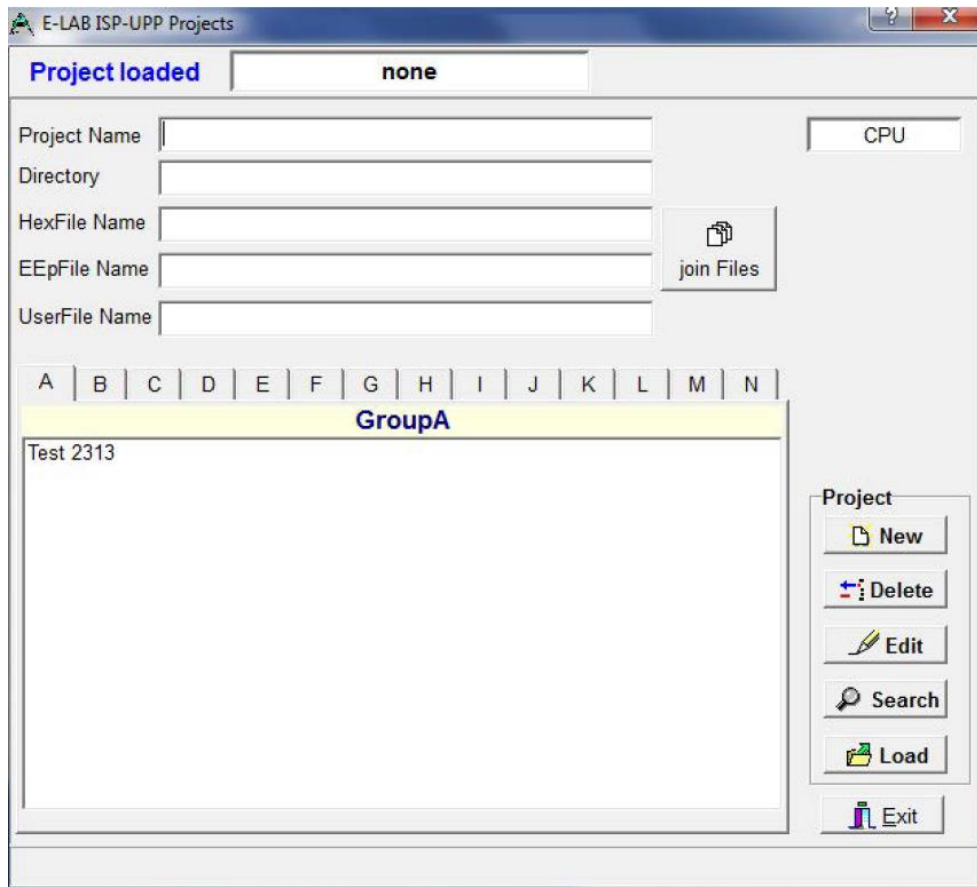 E-LAB ISP-UPP Projects
?
X
Project loaded
none
Project Name
CPU
Directory
HexFile Name
EEpFile Name
join Files
UserFile Name
A B C D E F G H I J K L M N
GroupA
Test 2313
Project
New
Delete
Edit
Search
Load
Exit